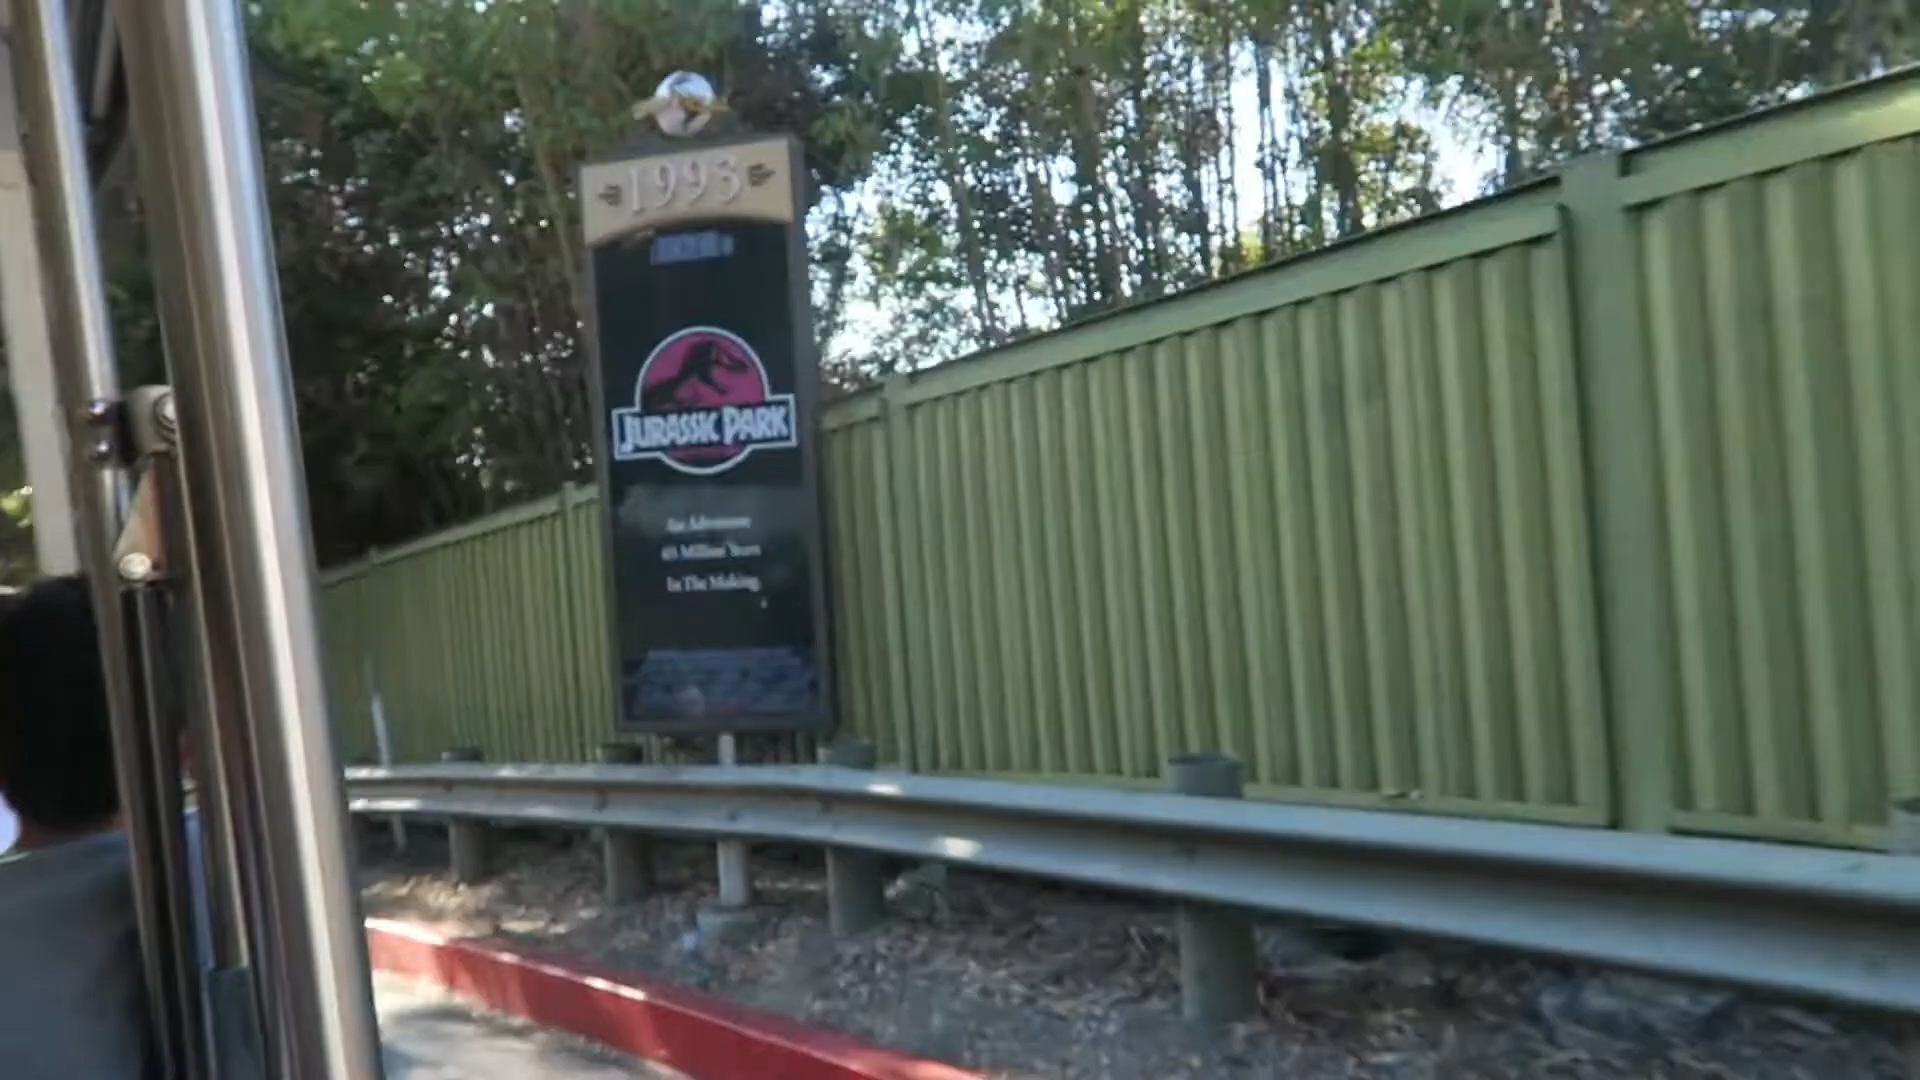 1993
JURASSIC PARK
An Adventure
65 Million Years
In The Making.